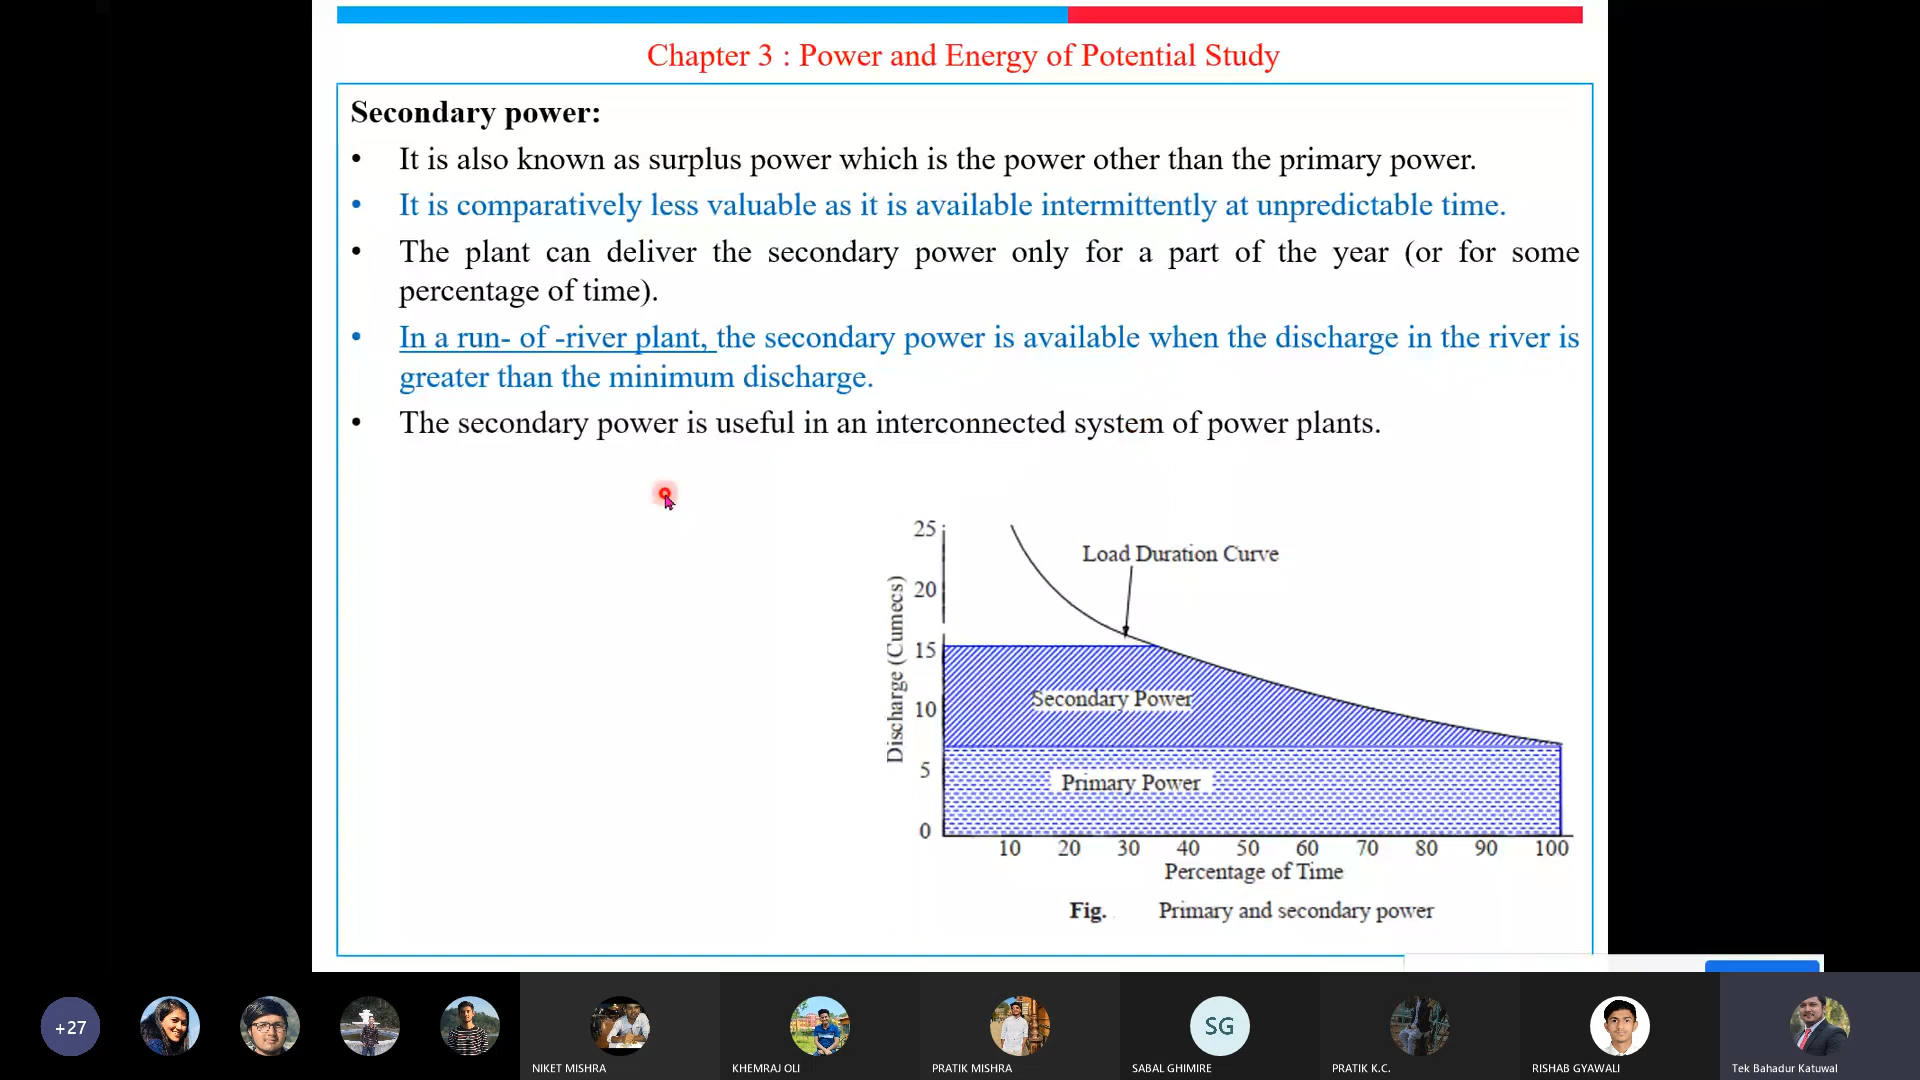 Chapter 3 : Power and Energy of Potential Study
Secondary power:
• It is also known as surplus power which is the power other than the primary power.
• It is comparatively less valuable as it is available intermittently at unpredictable time.
• The plant can deliver the secondary power only for a part of the year (or for some
percentage of time).
• In a run- of -river plant, the secondary power is available when the discharge in the river is
greater than the minimum discharge.
• The secondary power is useful in an interconnected system of power plants.
25
20
15
10
5
0
Discharge (Cumecs)
Load Duration Curve
Secondary Power
Primary Power
10 20 30 40 50 60 70 80 90 100
Percentage of Time
Fig. Primary and secondary power
+27
SG
NIKET MISHRA
KHEMRAJ OLI
PRATIK MISHRA
SABAL GHIMIRE
PRATIK K.C.
RISHAB GYAWALI
Tek Bahadur Katuwal